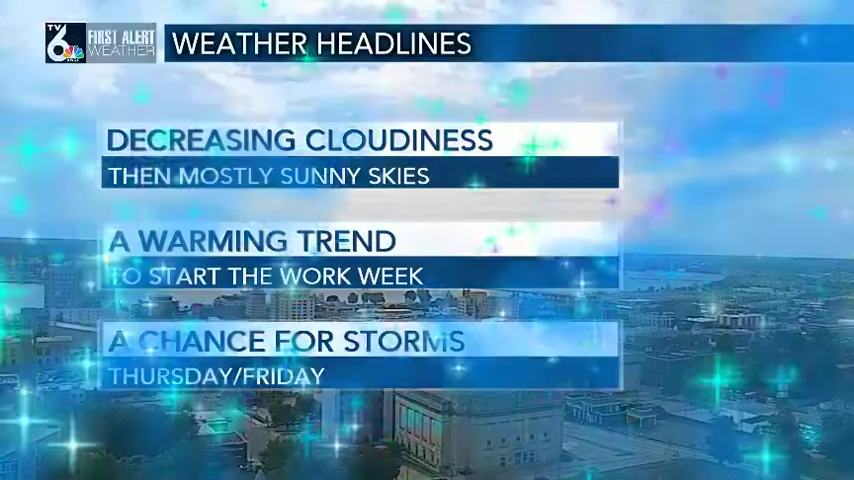 TV
6
FIRST ALERT
WEATHER
WEATHER HEADLINES
DECREASING CLOUDINESS
THEN MOSTLY SUNNY SKIES
A WARMING TREND
TO START THE WORK WEEK
A CHANCE FOR STORMS
THURSDAY/FRIDAY